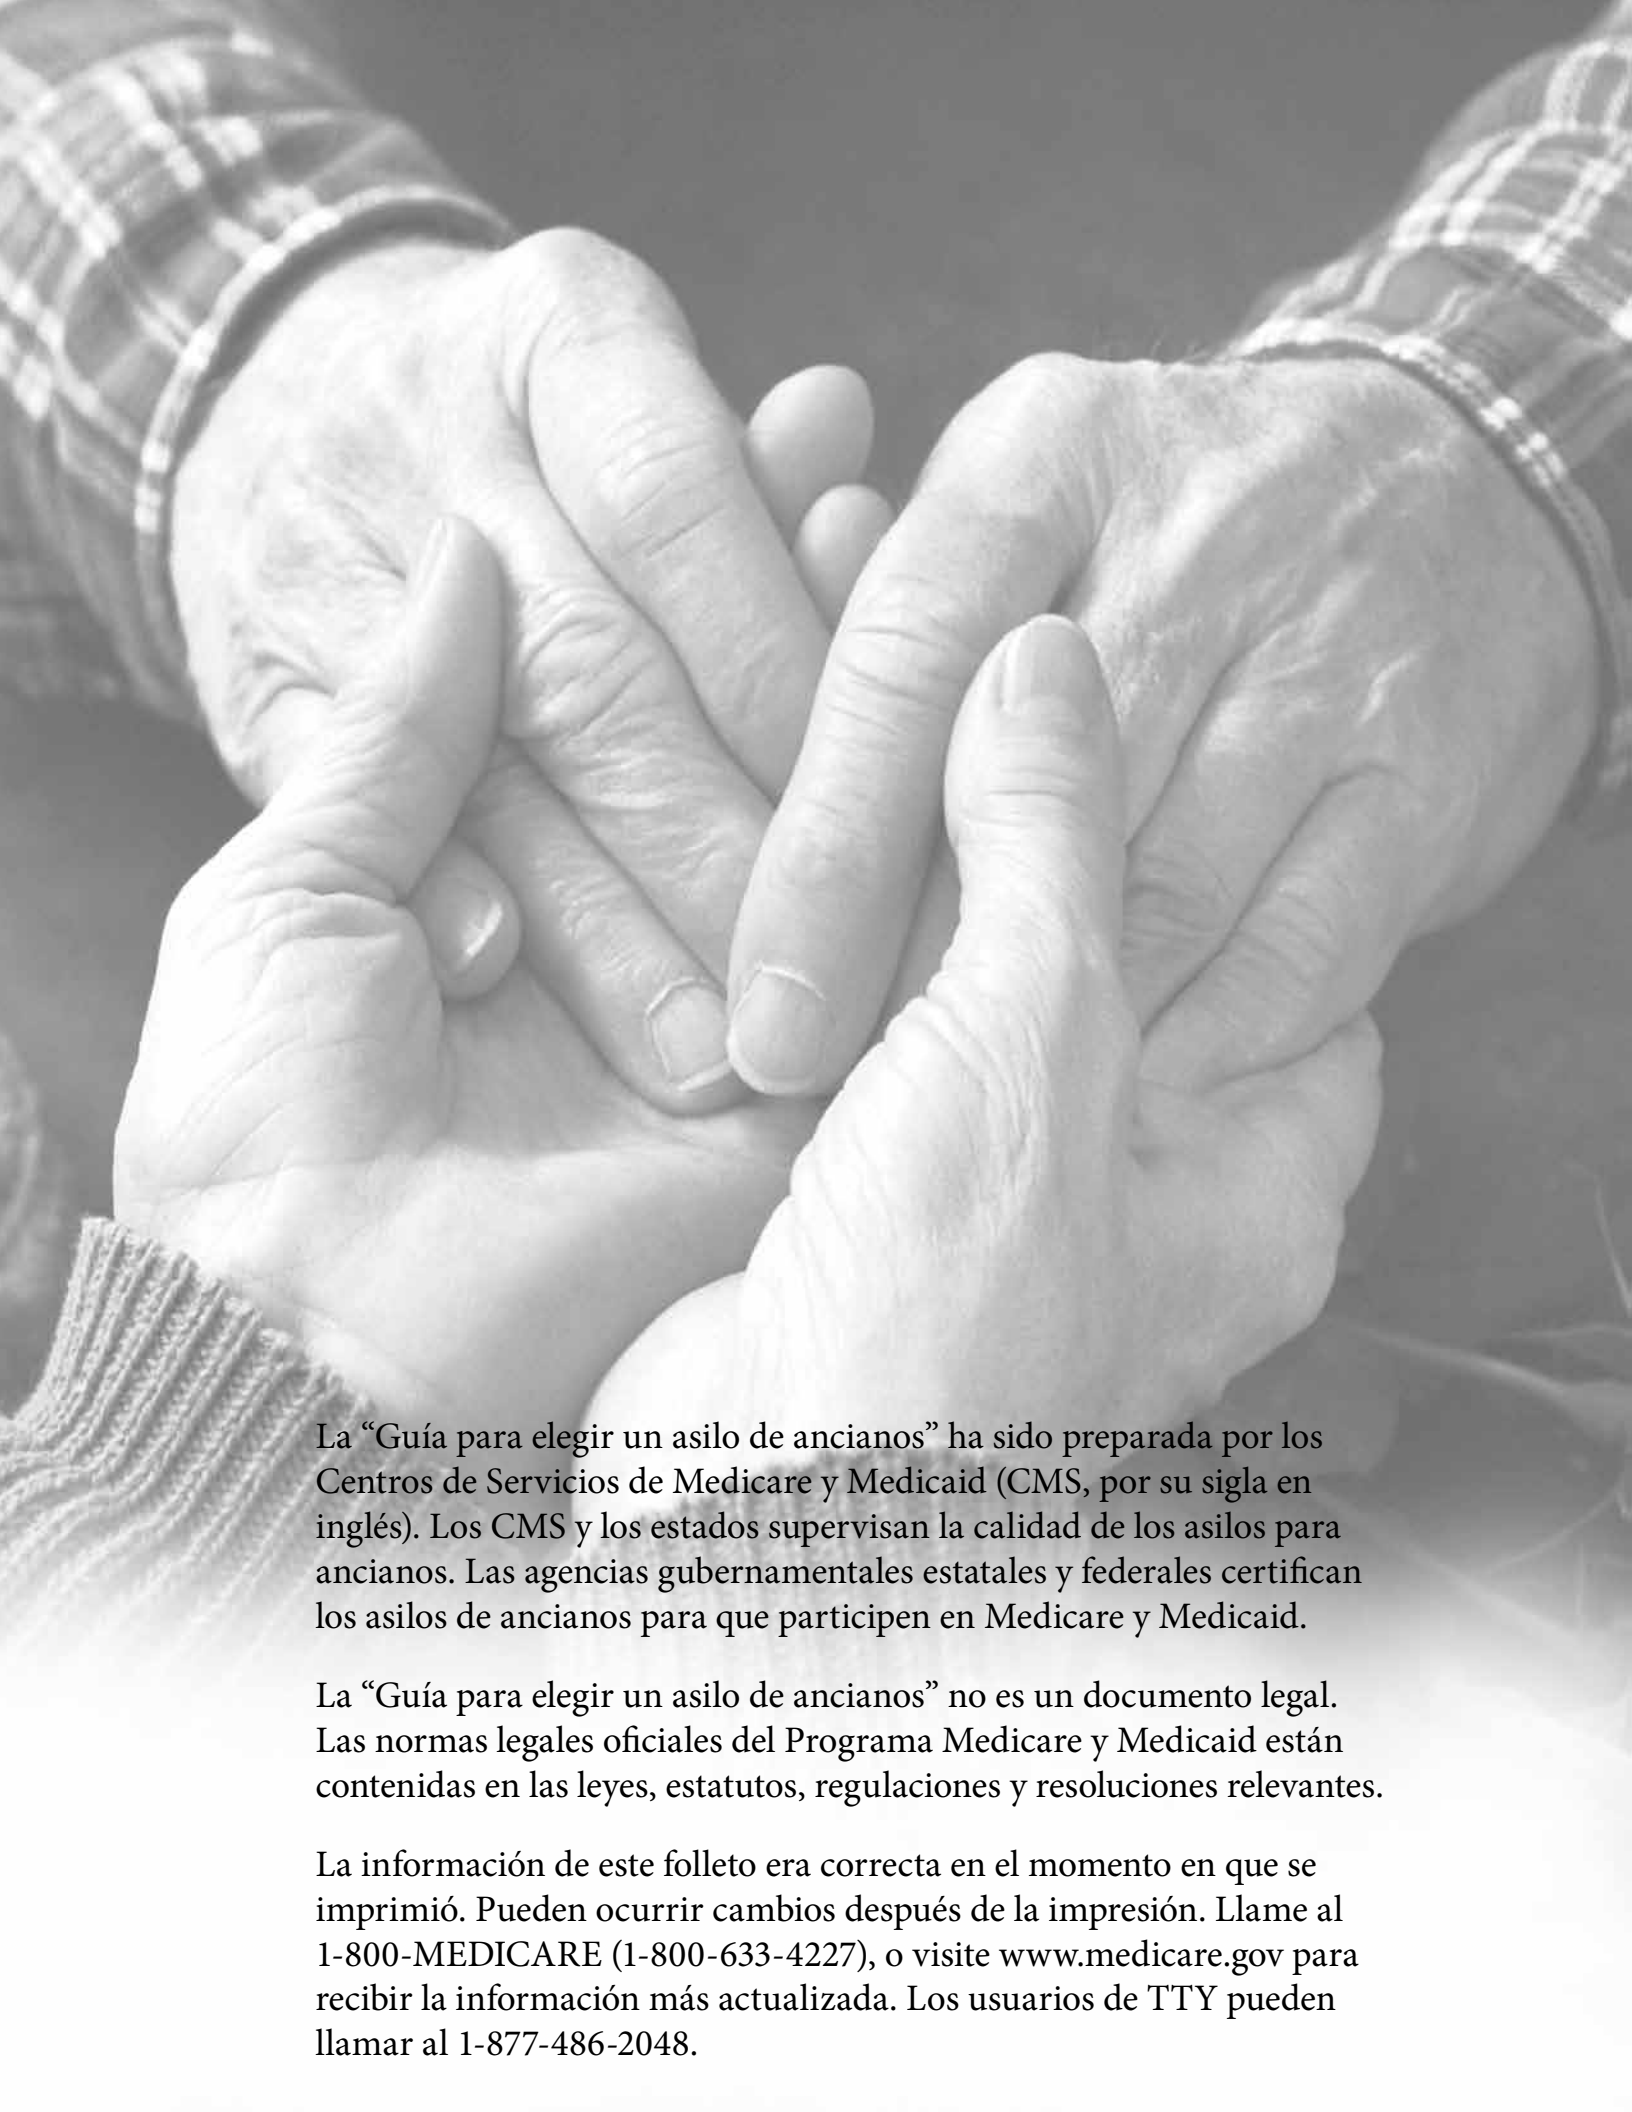 La “Guía para elegir un asilo de ancianos” ha sido preparada por los
Centros de Servicios de Medicare y Medicaid (CMS, por su sigla en
inglés). Los CMS y los estados supervisan la calidad de los asilos para
ancianos. Las agencias gubernamentales estatales y federales certifican
los asilos de ancianos para que participen en Medicare y Medicaid.
La “Guía para elegir un asilo de ancianos” no es un documento legal.
Las normas legales oficiales del Programa Medicare y Medicaid están
contenidas en las leyes, estatutos, regulaciones y resoluciones relevantes.
La información de este folleto era correcta en el momento en que se
imprimió. Pueden ocurrir cambios después de la impresión. Llame al
1-800-MEDICARE (1-800-633-4227), o visite www.medicare.gov para
recibir la información más actualizada. Los usuarios de TTY pueden
llamar al 1-877-486-2048.